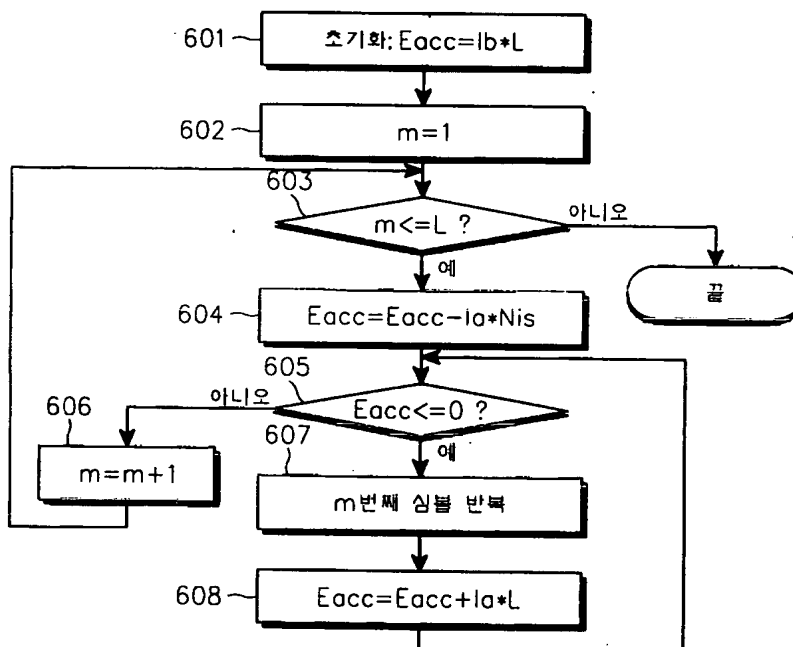 601
초기화:Eacc=Ib*L
602
m=1
603
m<=L ?
아니오
예
끝
604
Eacc=Eacc-Ia*Nis
605
아니오
Eacc<=0 ?
606
예
607
m=m+1
m번째 심볼 반복
608
Eacc=Eacc+Ia*L